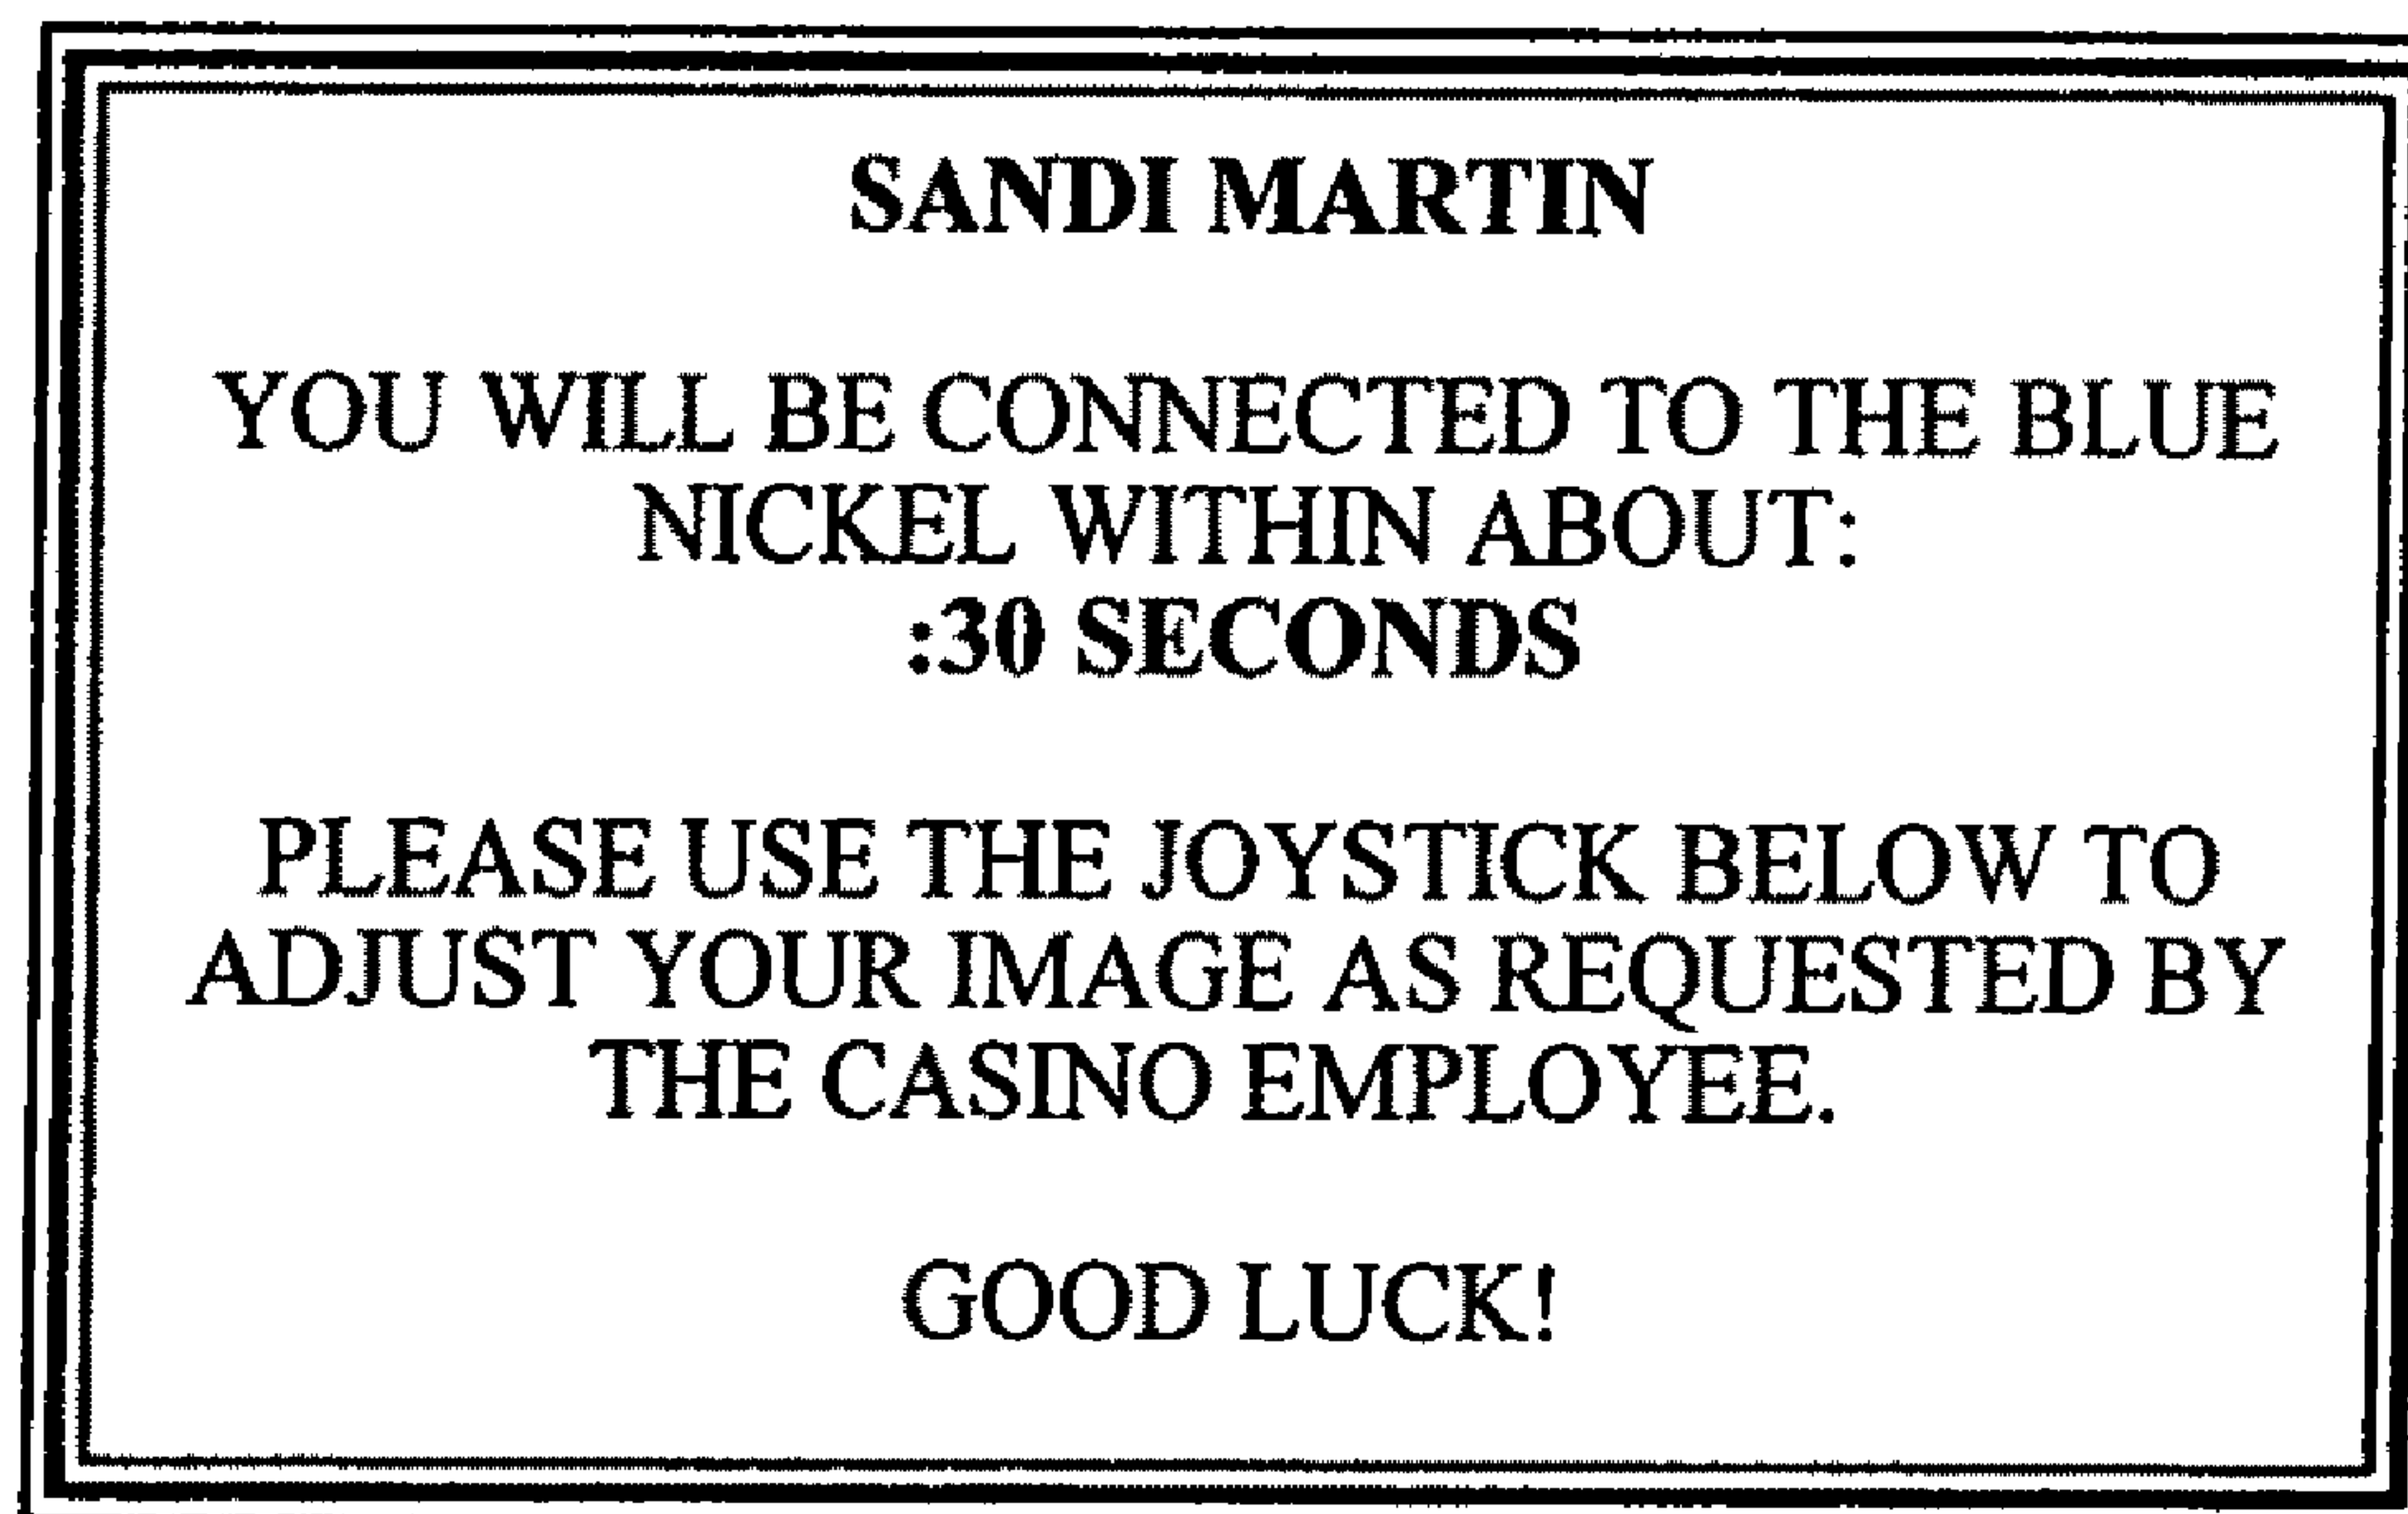 SANDI MARTIN
YOU WILL BE CONNECTED TO THE BLUE
NICKEL WITHIN ABOUT:
:30 SECONDS
PLEASE USE THE JOYSTICK BELOW TO
ADJUST YOUR IMAGE AS REQUESTED BY
THE CASINO EMPLOYEE.
GOOD LUCK!